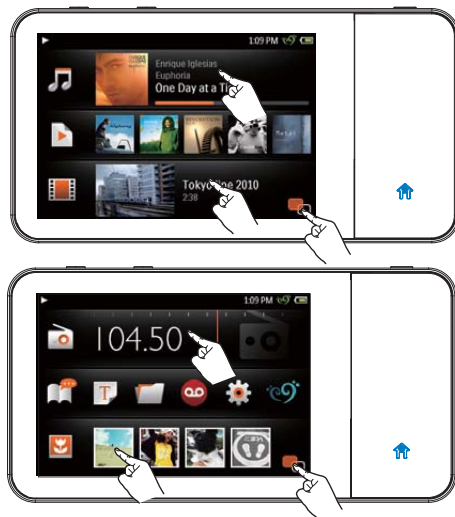 1:09 PM
Enrique Iglesias
Euphoria
One Day at a Ti
Tokyo
ine 2010
2:38
1:09 PM
104.50
T